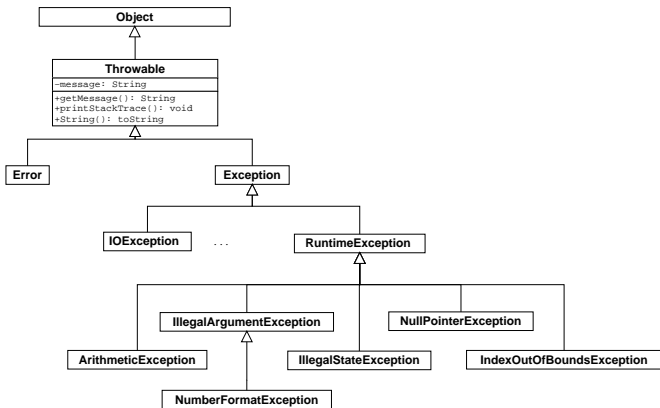 Object
Throwable
-message: String
+getMessage(): String
+printStackTrace(): void
+String(): toString
Error
Exception
IOException
...
RuntimeException
IllegalArgumentException
NullPointerException
ArithmeticException
IllegalStateException
IndexOutOfBoundsException
NumberFormatException